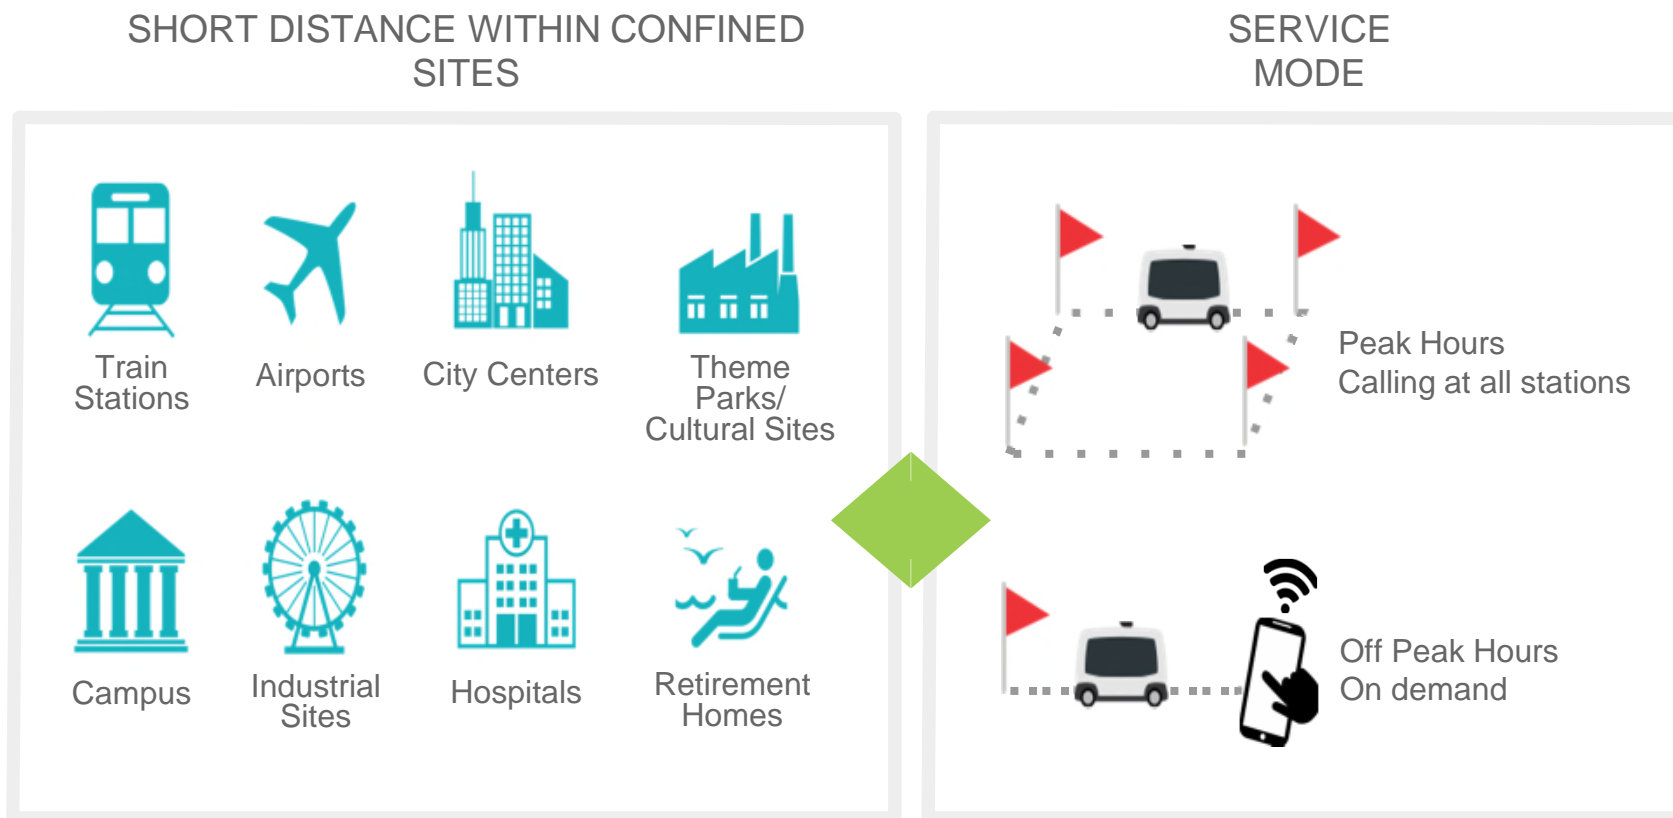 SHORT DISTANCE WITHIN CONFINED
SITES
SERVICE
MODE
Train
Stations
Airports
City Centers
Theme
Parks/
Cultural Sites
Campus
Industrial
Sites
Hospitals
Retirement
Homes
Peak Hours
Calling at all stations
Off Peak Hours
On demand